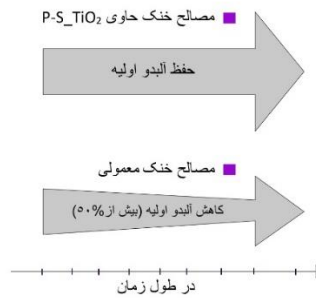 مصالح خنک حاوی P-S_TiO₂
حفظ آلبدو اولیه
مصالح خنک معمولی
کاهش آلبدو اولیه (بیش از ۵۰%)
در طول زمان